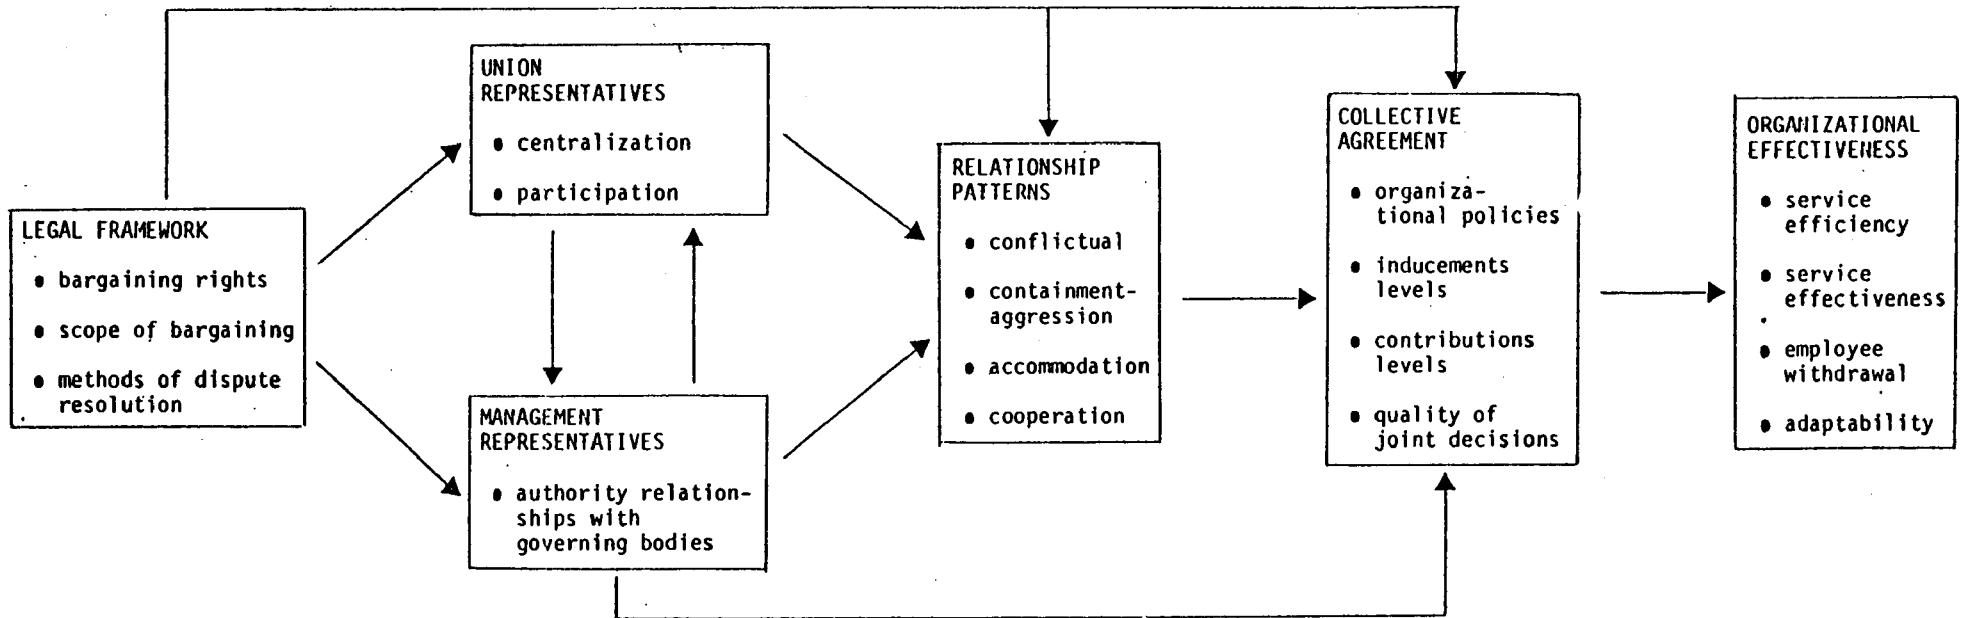 LEGAL FRAMEWORK
• bargaining rights
• scope of bargaining
• methods of dispute
resolution
UNION
REPRESENTATIVES
• centralization
• participation
MANAGEMENT
REPRESENTATIVES
• authority relation-
ships with
governing bodies
RELATIONSHIP
PATTERNS
• conflictual
• containment-
aggression
• accommodation
• cooperation
COLLECTIVE
AGREEMENT
• organiza-
tional policies
• inducements
levels
• contributions
levels
• quality of
joint decisions
ORGANIZATIONAL
EFFECTIVENESS
• service
efficiency
• service
effectiveness
• employee
withdrawal
• adaptability